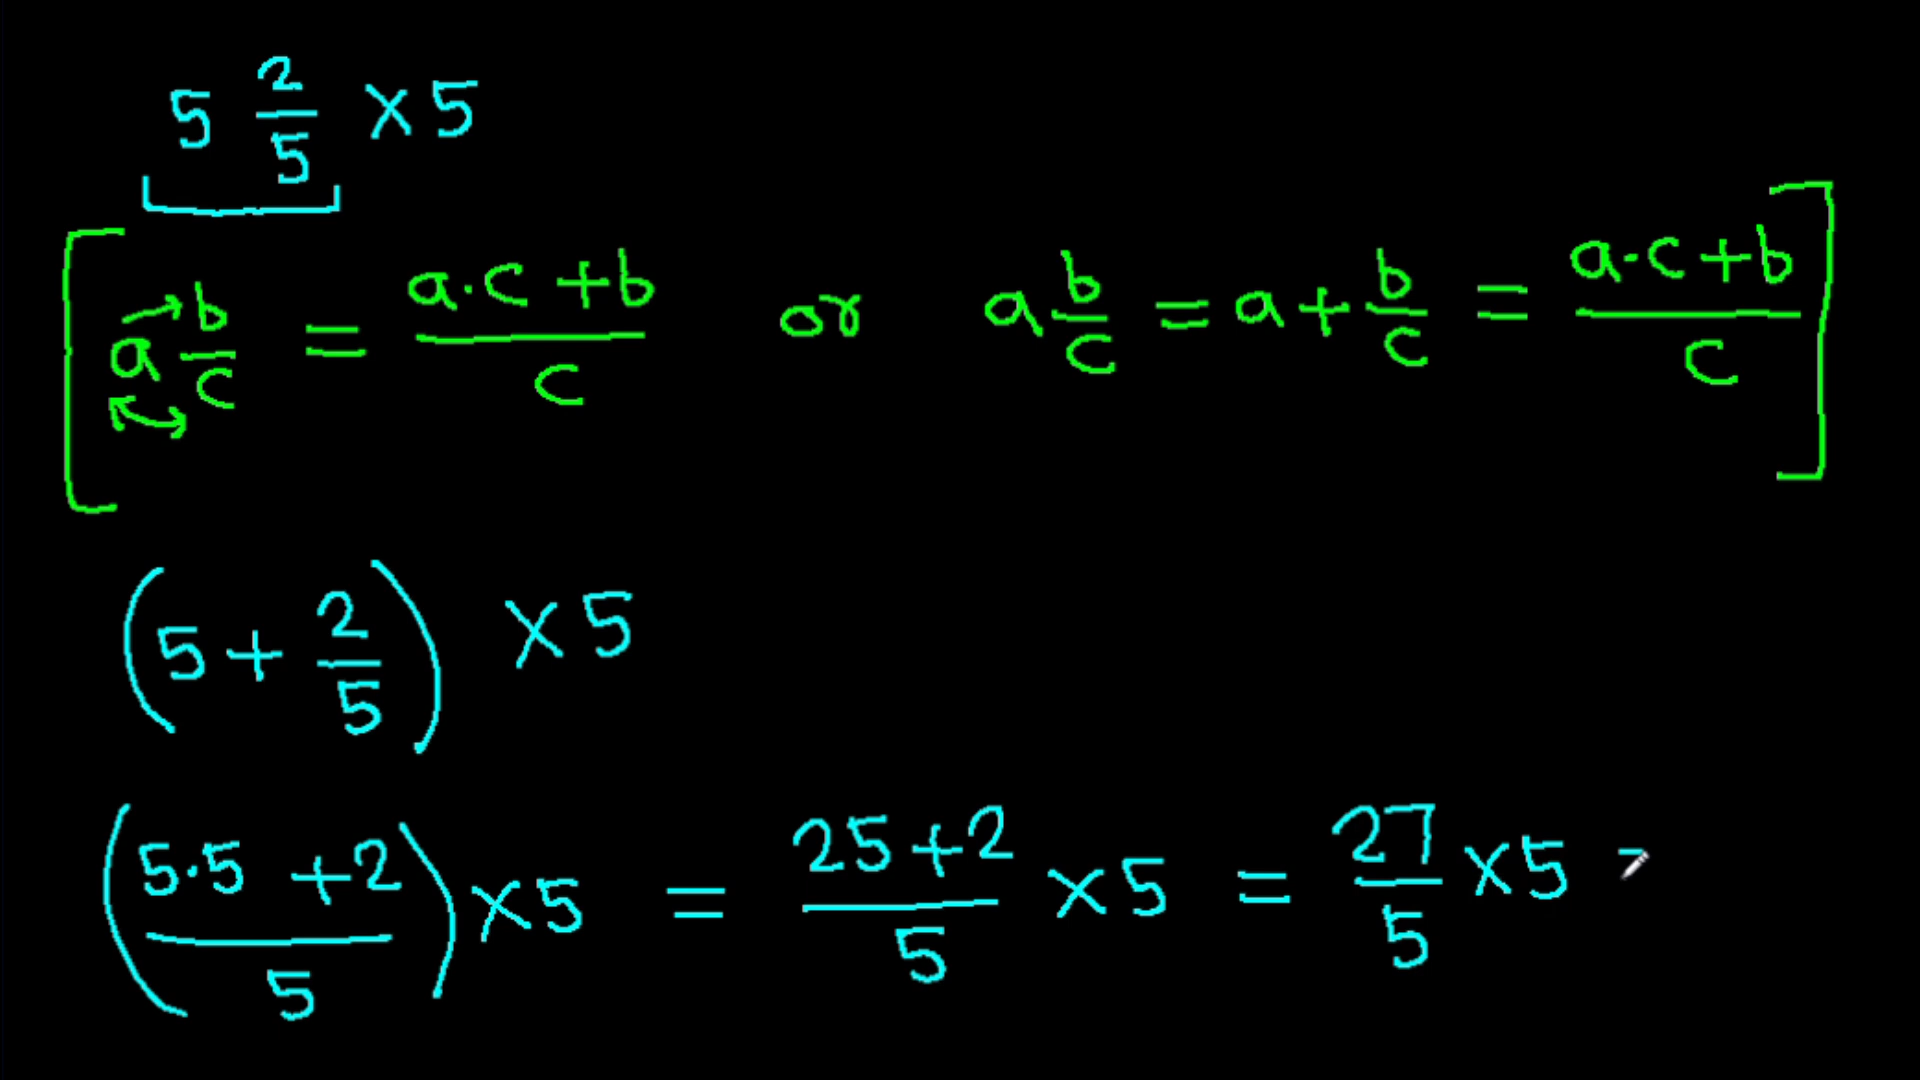 5 2/5 × 5
[ a b/c = (a·c+b)/c or a b/c = a + b/c = (a·c+b)/c ]
(5 + 2/5) × 5
((5·5 +2)/5) × 5 = (25+2)/5 × 5 = 27/5 × 5